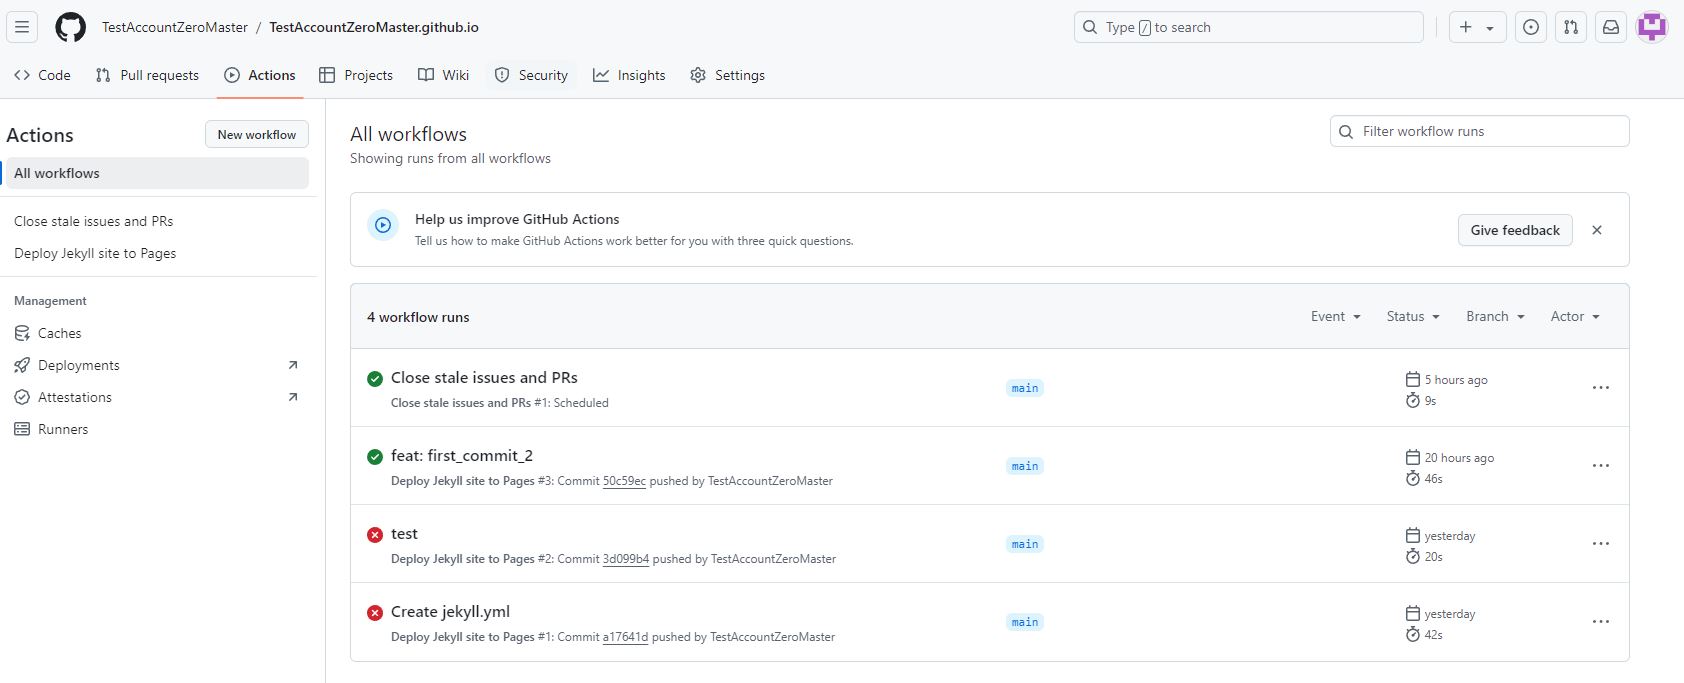 TestAccountZeroMaster / TestAccountZeroMaster.github.io
Type / to search
Code Pull requests Actions Projects Wiki Security Insights Settings
Actions
New workflow
All workflows
Close stale issues and PRs
Deploy Jekyll site to Pages
Management
Caches
Deployments
Attestations
Runners
All workflows
Showing runs from all workflows
Filter workflow runs
Help us improve GitHub Actions
Tell us how to make GitHub Actions work better for you with three quick questions.
Give feedback
4 workflow runs
Event Status Branch Actor
Close stale issues and PRs
Close stale issues and PRs #1: Scheduled
main
5 hours ago
9s
feat: first_commit_2
Deploy Jekyll site to Pages #3: Commit 50c59ec pushed by TestAccountZeroMaster
main
20 hours ago
46s
test
Deploy Jekyll site to Pages #2: Commit 3d099b4 pushed by TestAccountZeroMaster
main
yesterday
20s
Create jekyll.yml
Deploy Jekyll site to Pages #1: Commit a17641d pushed by TestAccountZeroMaster
main
yesterday
42s